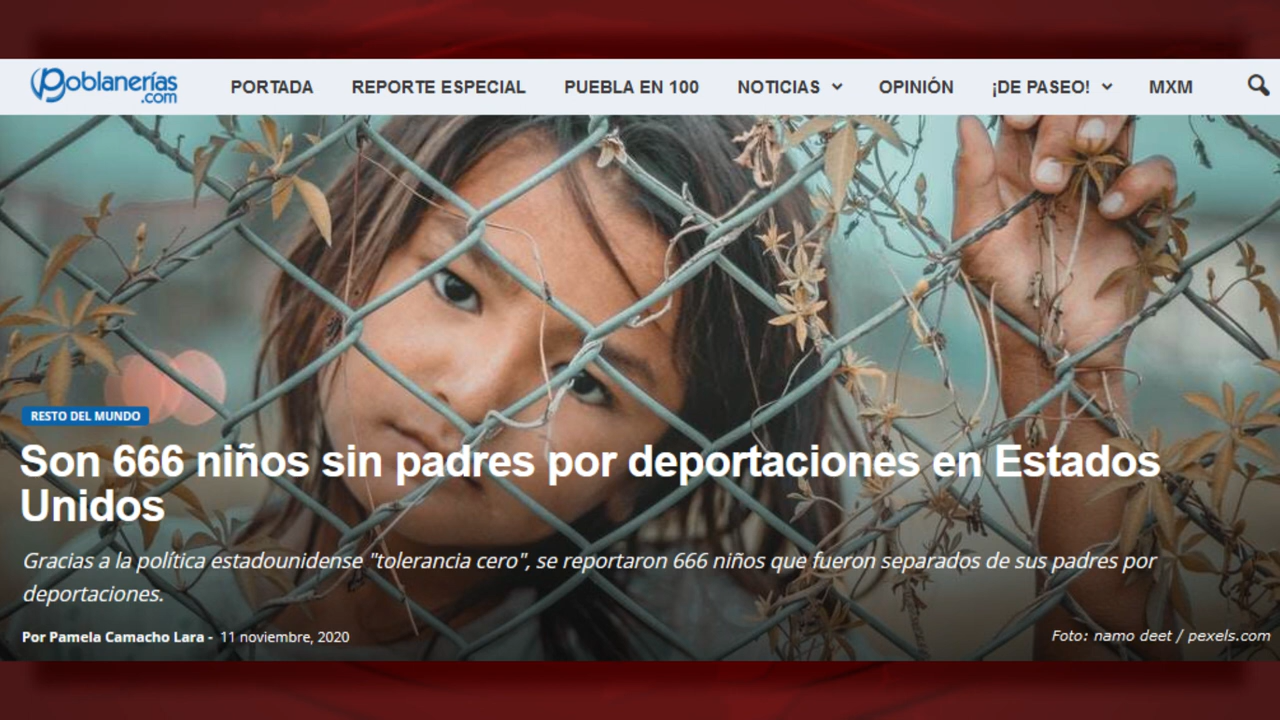 Poblanerías
.com
PORTADA REPORTE ESPECIAL PUEBLA EN 100 NOTICIAS OPINIÓN ¡DE PASEO! MXM
RESTO DEL MUNDO
Son 666 niños sin padres por deportaciones en Estados
Unidos
Gracias a la política estadounidense "tolerancia cero", se reportaron 666 niños que fueron separados de sus padres por
deportaciones.
Por Pamela Camacho Lara - 11 noviembre, 2020
Foto: namo deet / pexels.com